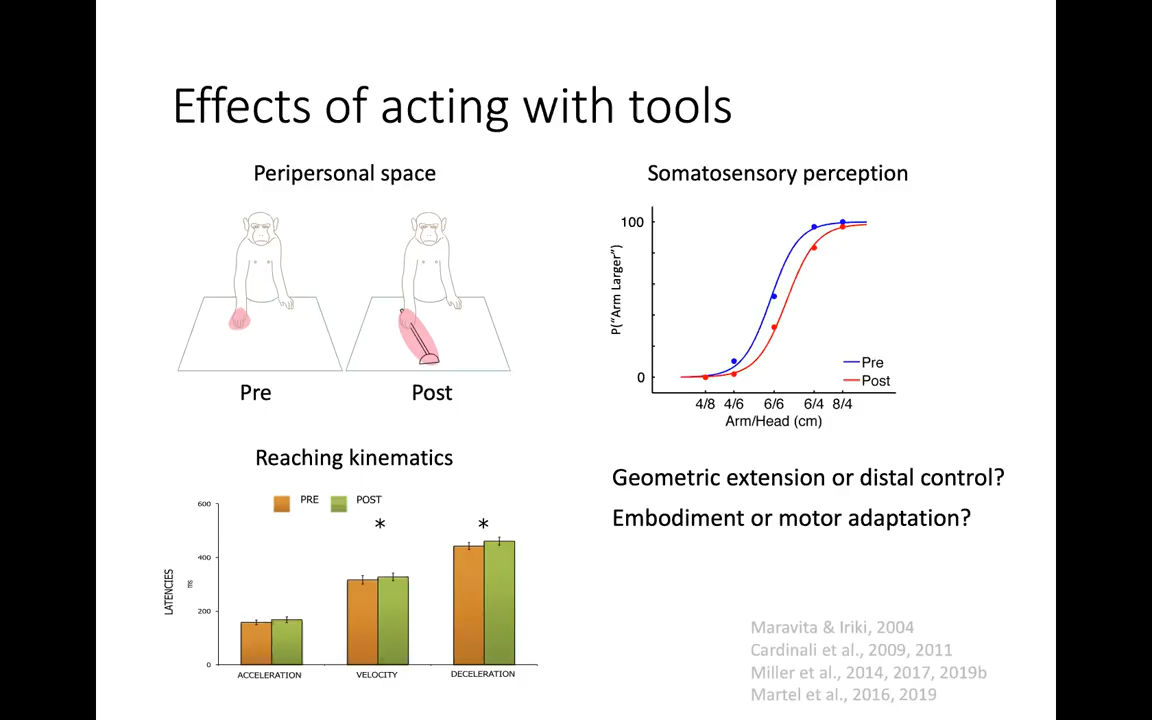 Effects of acting with tools
Peripersonal space
Pre
Post
Somatosensory perception
P("Arm Larger")
100
0
Pre
Post
4/8 4/6 6/6 6/4 8/4
Arm/Head (cm)
Reaching kinematics
PRE POST
LATENCIES
ms
600
400
200
0
* *
ACCELERATION VELOCITY DECELERATION
Geometric extension or distal control?
Embodiment or motor adaptation?
Maravita & Iriki, 2004
Cardinali et al., 2009, 2011
Miller et al., 2014, 2017, 2019b
Martel et al., 2016, 2019